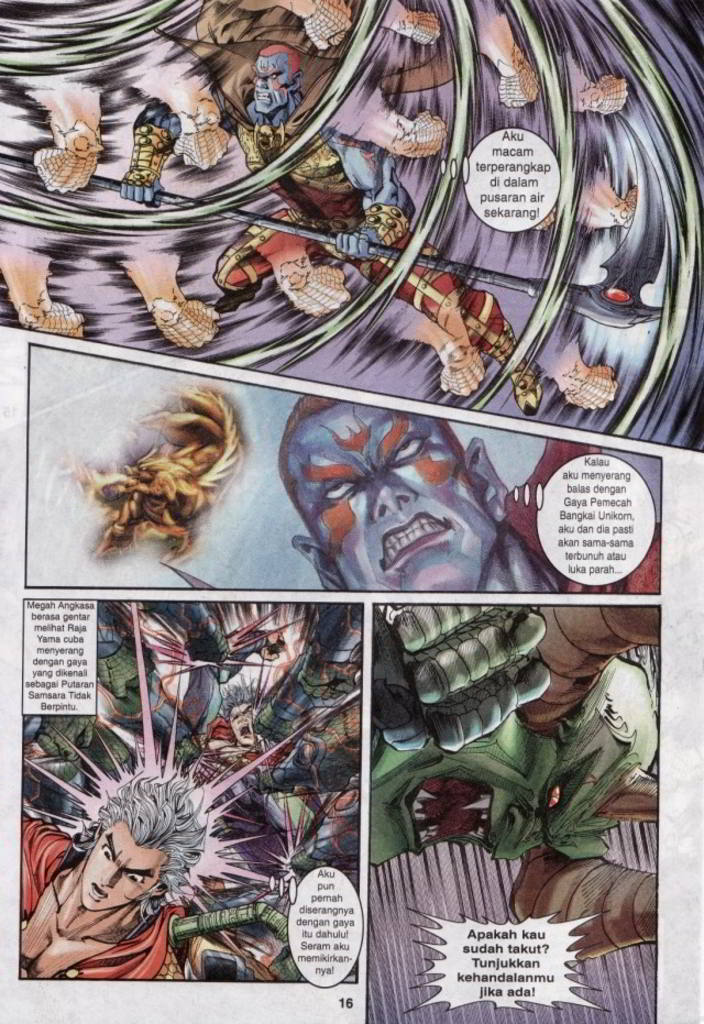 Aku
macam
terperangkap
di dalam
pusaran air
sekarang!
Kalau
aku menyerang
balas dengan
Gaya Pemecah
Bangkai Unikorn,
aku dan dia pasti
akan sama-sama
terbunuh atau
luka parah...
Megah Angkasa
berasa gentar
melihat Raja
Yama cuba
menyerang
dengan gaya
yang dikenali
sebagai Putaran
Samsara Tidak
Berpintu.
Aku
pun
pernah
diserangnya
dengan gaya
itu dahulu!
Seram aku
memikirkan-
nya!
Apakah kau
sudah takut?
Tunjukkan
kehandalanmu
jika ada!
16